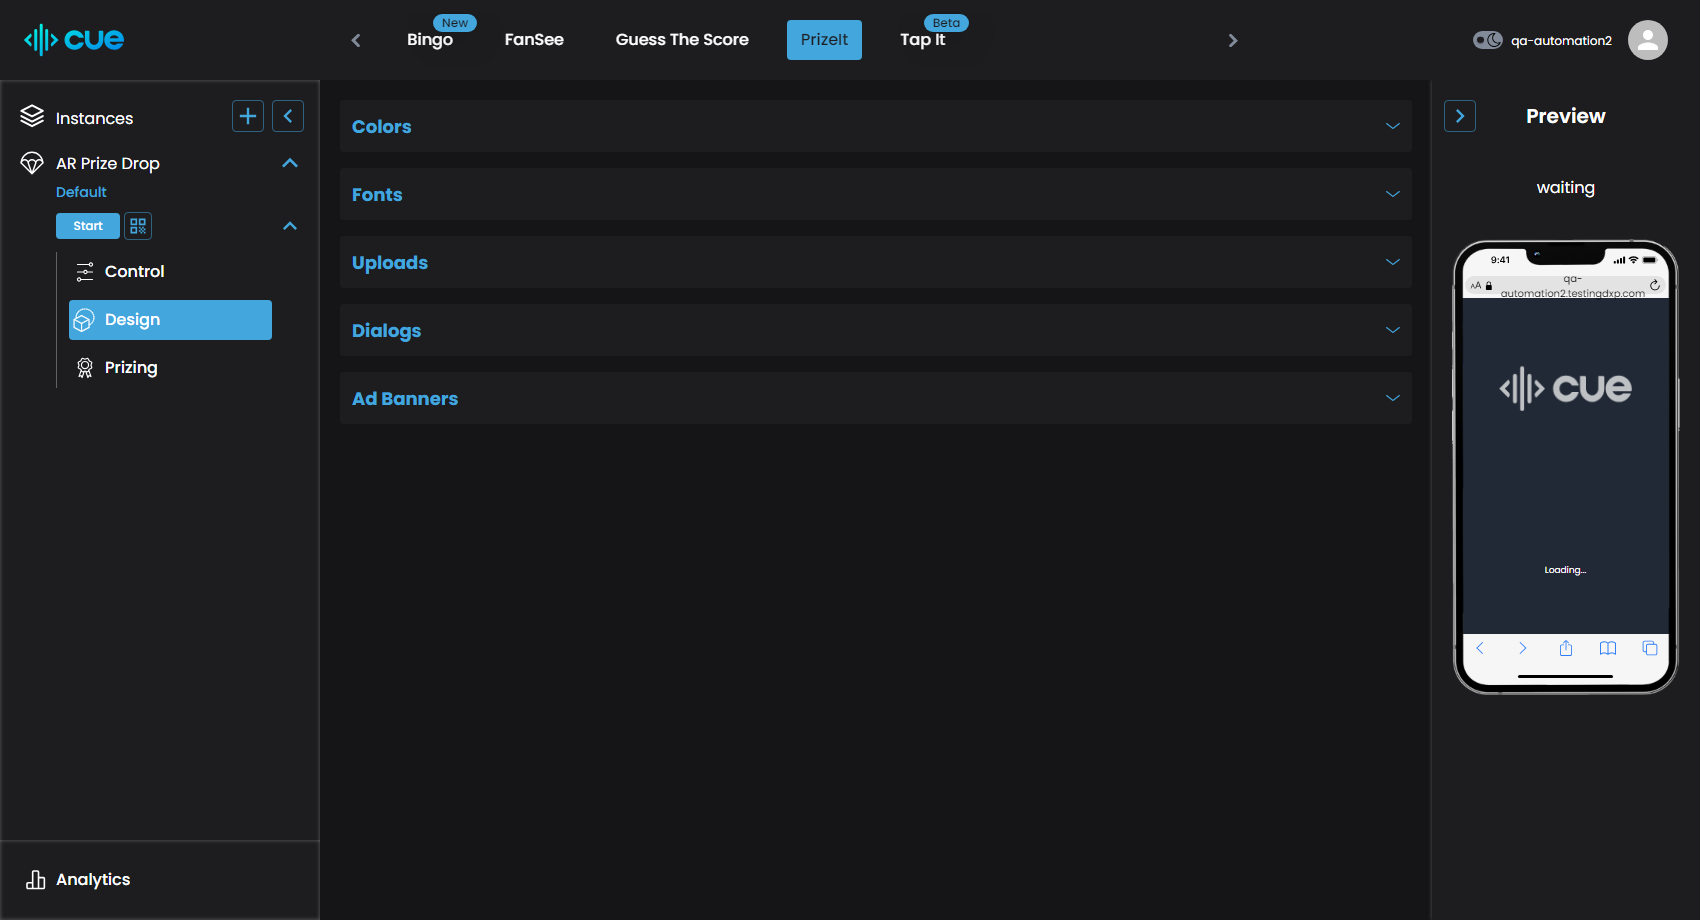 cue
New
Bingo
FanSee
Guess The Score
PrizeIt
Beta
Tap It
qa-automation2
Instances
AR Prize Drop
Default
Start
Control
Design
Prizing
Analytics
Colors
Fonts
Uploads
Dialogs
Ad Banners
Preview
waiting
9:41
AA
qa-
automation2.testingdxp.com
cue
Loading...